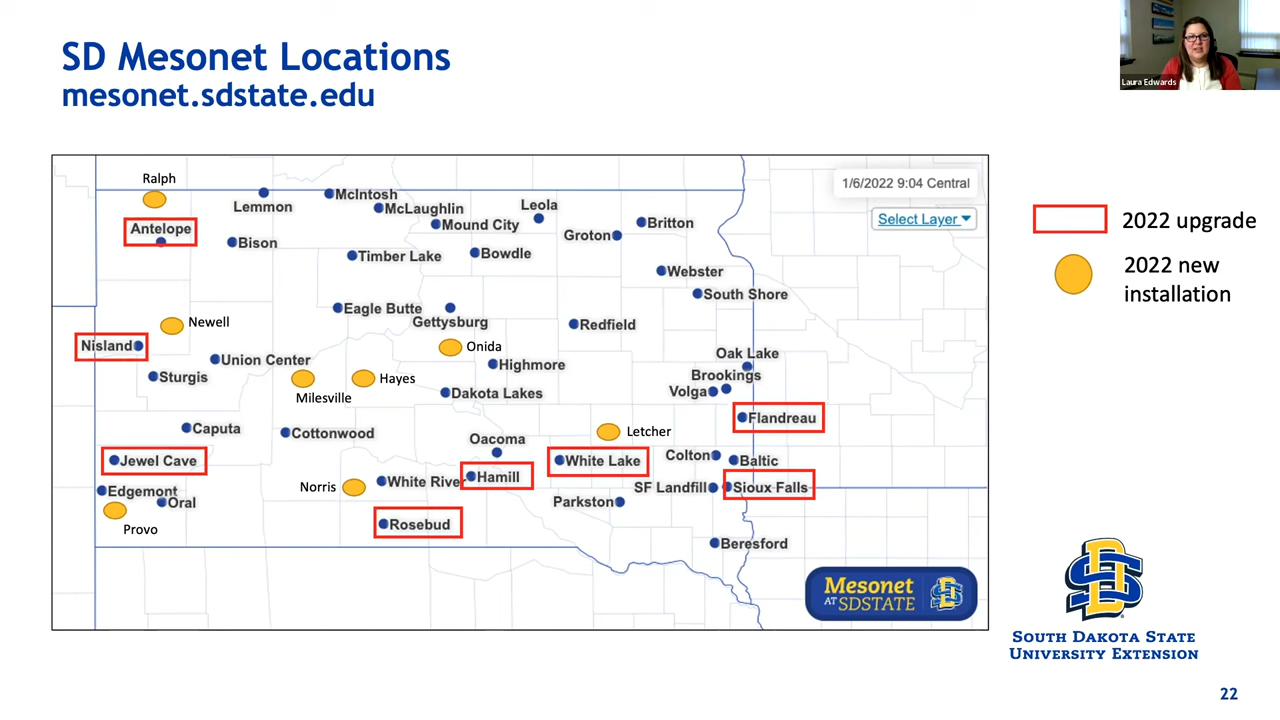 SD Mesonet Locations
mesonet.sdstate.edu
Laura Edwards
1/6/2022 9:04 Central
Select Layer
Ralph
Lemmon
McIntosh
McLaughlin
Mound City
Leola
Britton
Groton
Antelope
Bison
Timber Lake
Bowdle
Webster
South Shore
Eagle Butte
Gettysburg
Redfield
Newell
Nisland
Onida
Union Center
Highmore
Oak Lake
Sturgis
Milesville
Hayes
Dakota Lakes
Brookings
Volga
Flandreau
Caputa
Cottonwood
Oacoma
Letcher
Jewel Cave
White Lake
Colton
Baltic
Edgemont
Oral
Norris
White River
Hamill
SF Landfill
Sioux Falls
Parkston
Provo
Rosebud
Beresford
Mesonet
AT SDSTATE
2022 upgrade
2022 new
installation
SOUTH DAKOTA STATE
UNIVERSITY EXTENSION
22